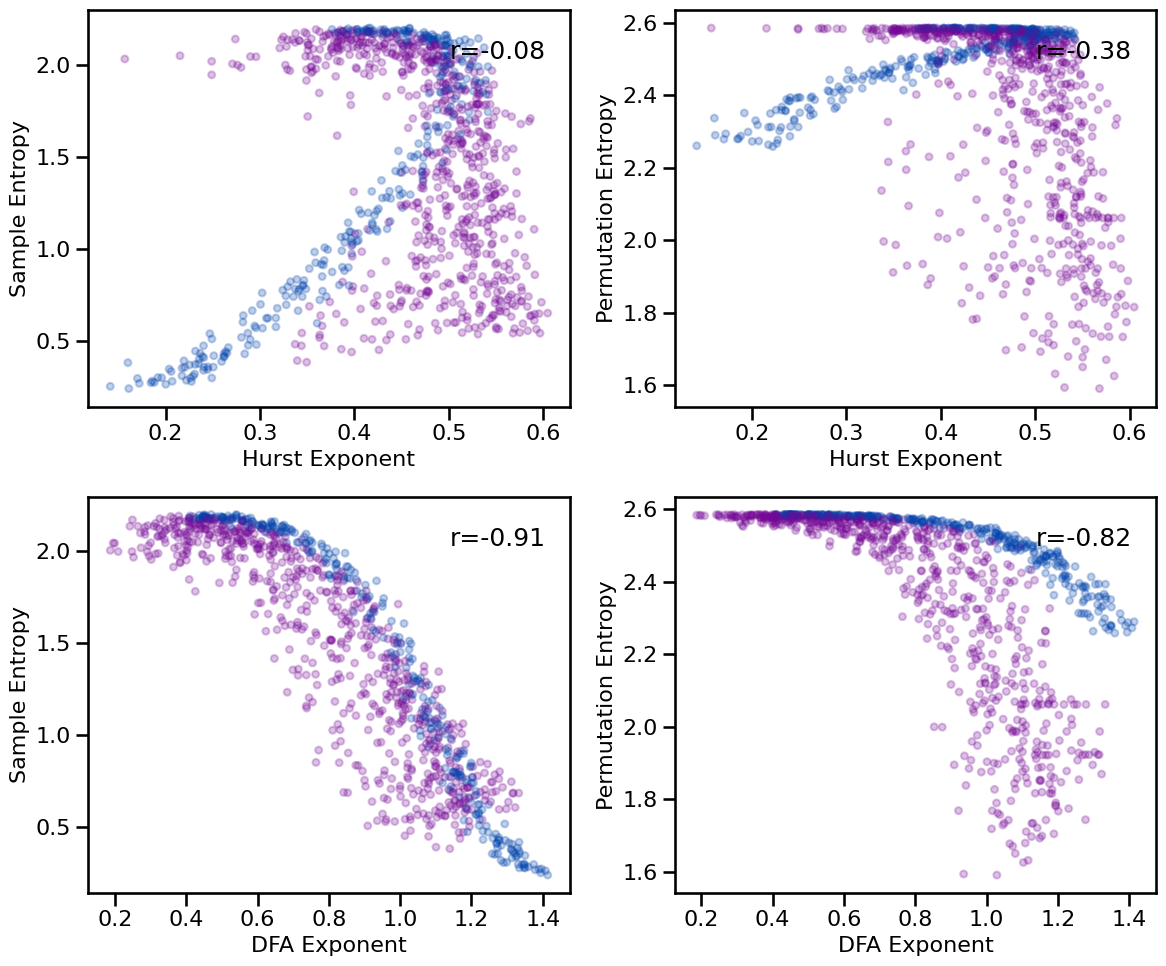 2.0
1.5
1.0
0.5
Sample Entropy
r=-0.08
0.2 0.3 0.4 0.5 0.6
Hurst Exponent
2.6
2.4
2.2
2.0
1.8
1.6
Permutation Entropy
r=-0.38
0.2 0.3 0.4 0.5 0.6
Hurst Exponent
2.0
1.5
1.0
0.5
Sample Entropy
r=-0.91
0.2 0.4 0.6 0.8 1.0 1.2 1.4
DFA Exponent
2.6
2.4
2.2
2.0
1.8
1.6
Permutation Entropy
r=-0.82
0.2 0.4 0.6 0.8 1.0 1.2 1.4
DFA Exponent